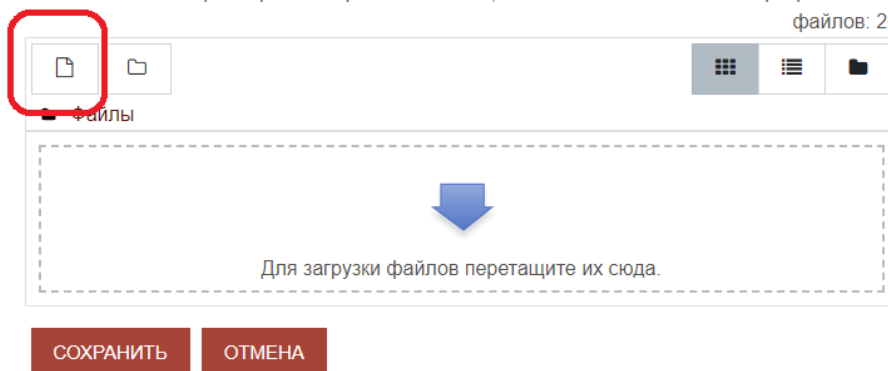 файлов: 2
Файлы
Для загрузки файлов перетащите их сюда.
СОХРАНИТЬ
ОТМЕНА